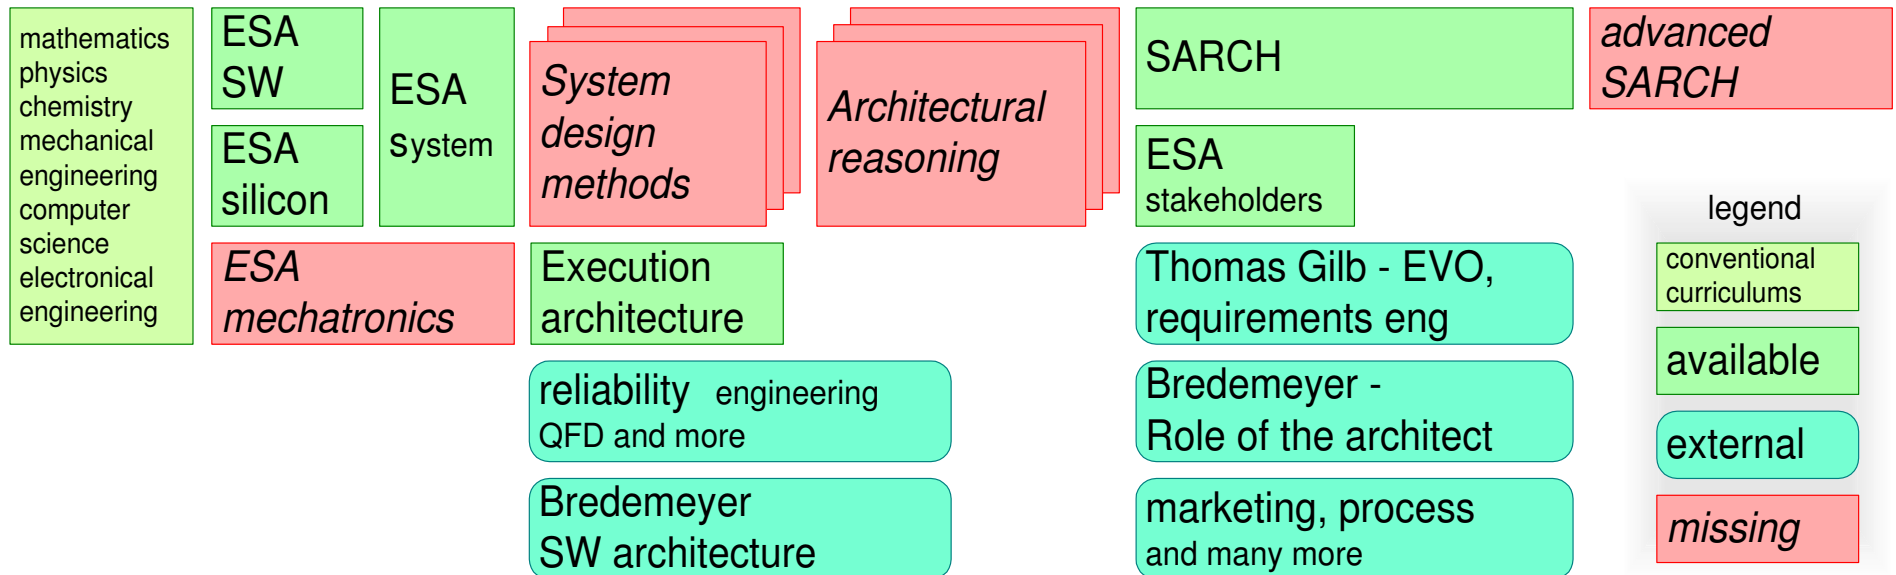 mathematics
physics
chemistry
mechanical
engineering
computer
science
electronical
engineering
ESA
SW
ESA
silicon
ESA
system
ESA
mechatronics
System
design
methods
Architectural
reasoning
Execution
architecture
reliability engineering
QFD and more
Bredemeyer
SW architecture
SARCH
ESA
stakeholders
Thomas Gilb - EVO,
requirements eng
Bredemeyer -
Role of the architect
marketing, process
and many more
advanced
SARCH
legend
conventional
curriculums
available
external
missing